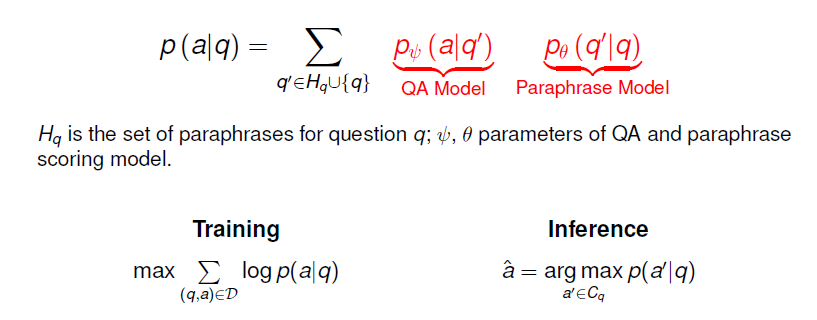 p(a|q) = ∑ p_ψ(a|q′) p_θ(q′|q)
q′∈H_q∪{q} QA Model Paraphrase Model
H_q is the set of paraphrases for question q; ψ, θ parameters of QA and paraphrase
scoring model.
Training
max ∑ log p(a|q)
(q,a)∈𝒟
Inference
â = arg max p(a′|q)
a′∈C_q